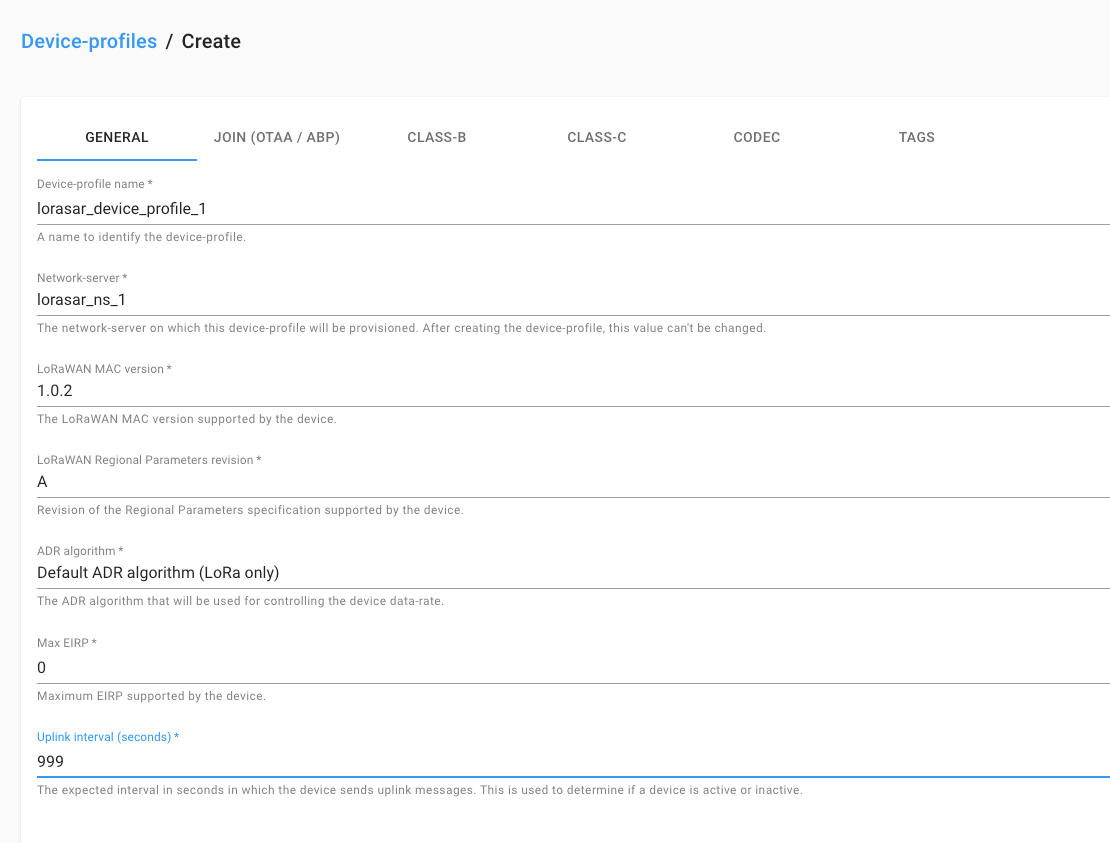 Device-profiles / Create
GENERAL JOIN (OTAA / ABP) CLASS-B CLASS-C CODEC TAGS
Device-profile name *
lorasar_device_profile_1
A name to identify the device-profile.
Network-server *
lorasar_ns_1
The network-server on which this device-profile will be provisioned. After creating the device-profile, this value can't be changed.
LoRaWAN MAC version *
1.0.2
The LoRaWAN MAC version supported by the device.
LoRaWAN Regional Parameters revision *
A
Revision of the Regional Parameters specification supported by the device.
ADR algorithm *
Default ADR algorithm (LoRa only)
The ADR algorithm that will be used for controlling the device data-rate.
Max EIRP *
0
Maximum EIRP supported by the device.
Uplink interval (seconds) *
999
The expected interval in seconds in which the device sends uplink messages. This is used to determine if a device is active or inactive.